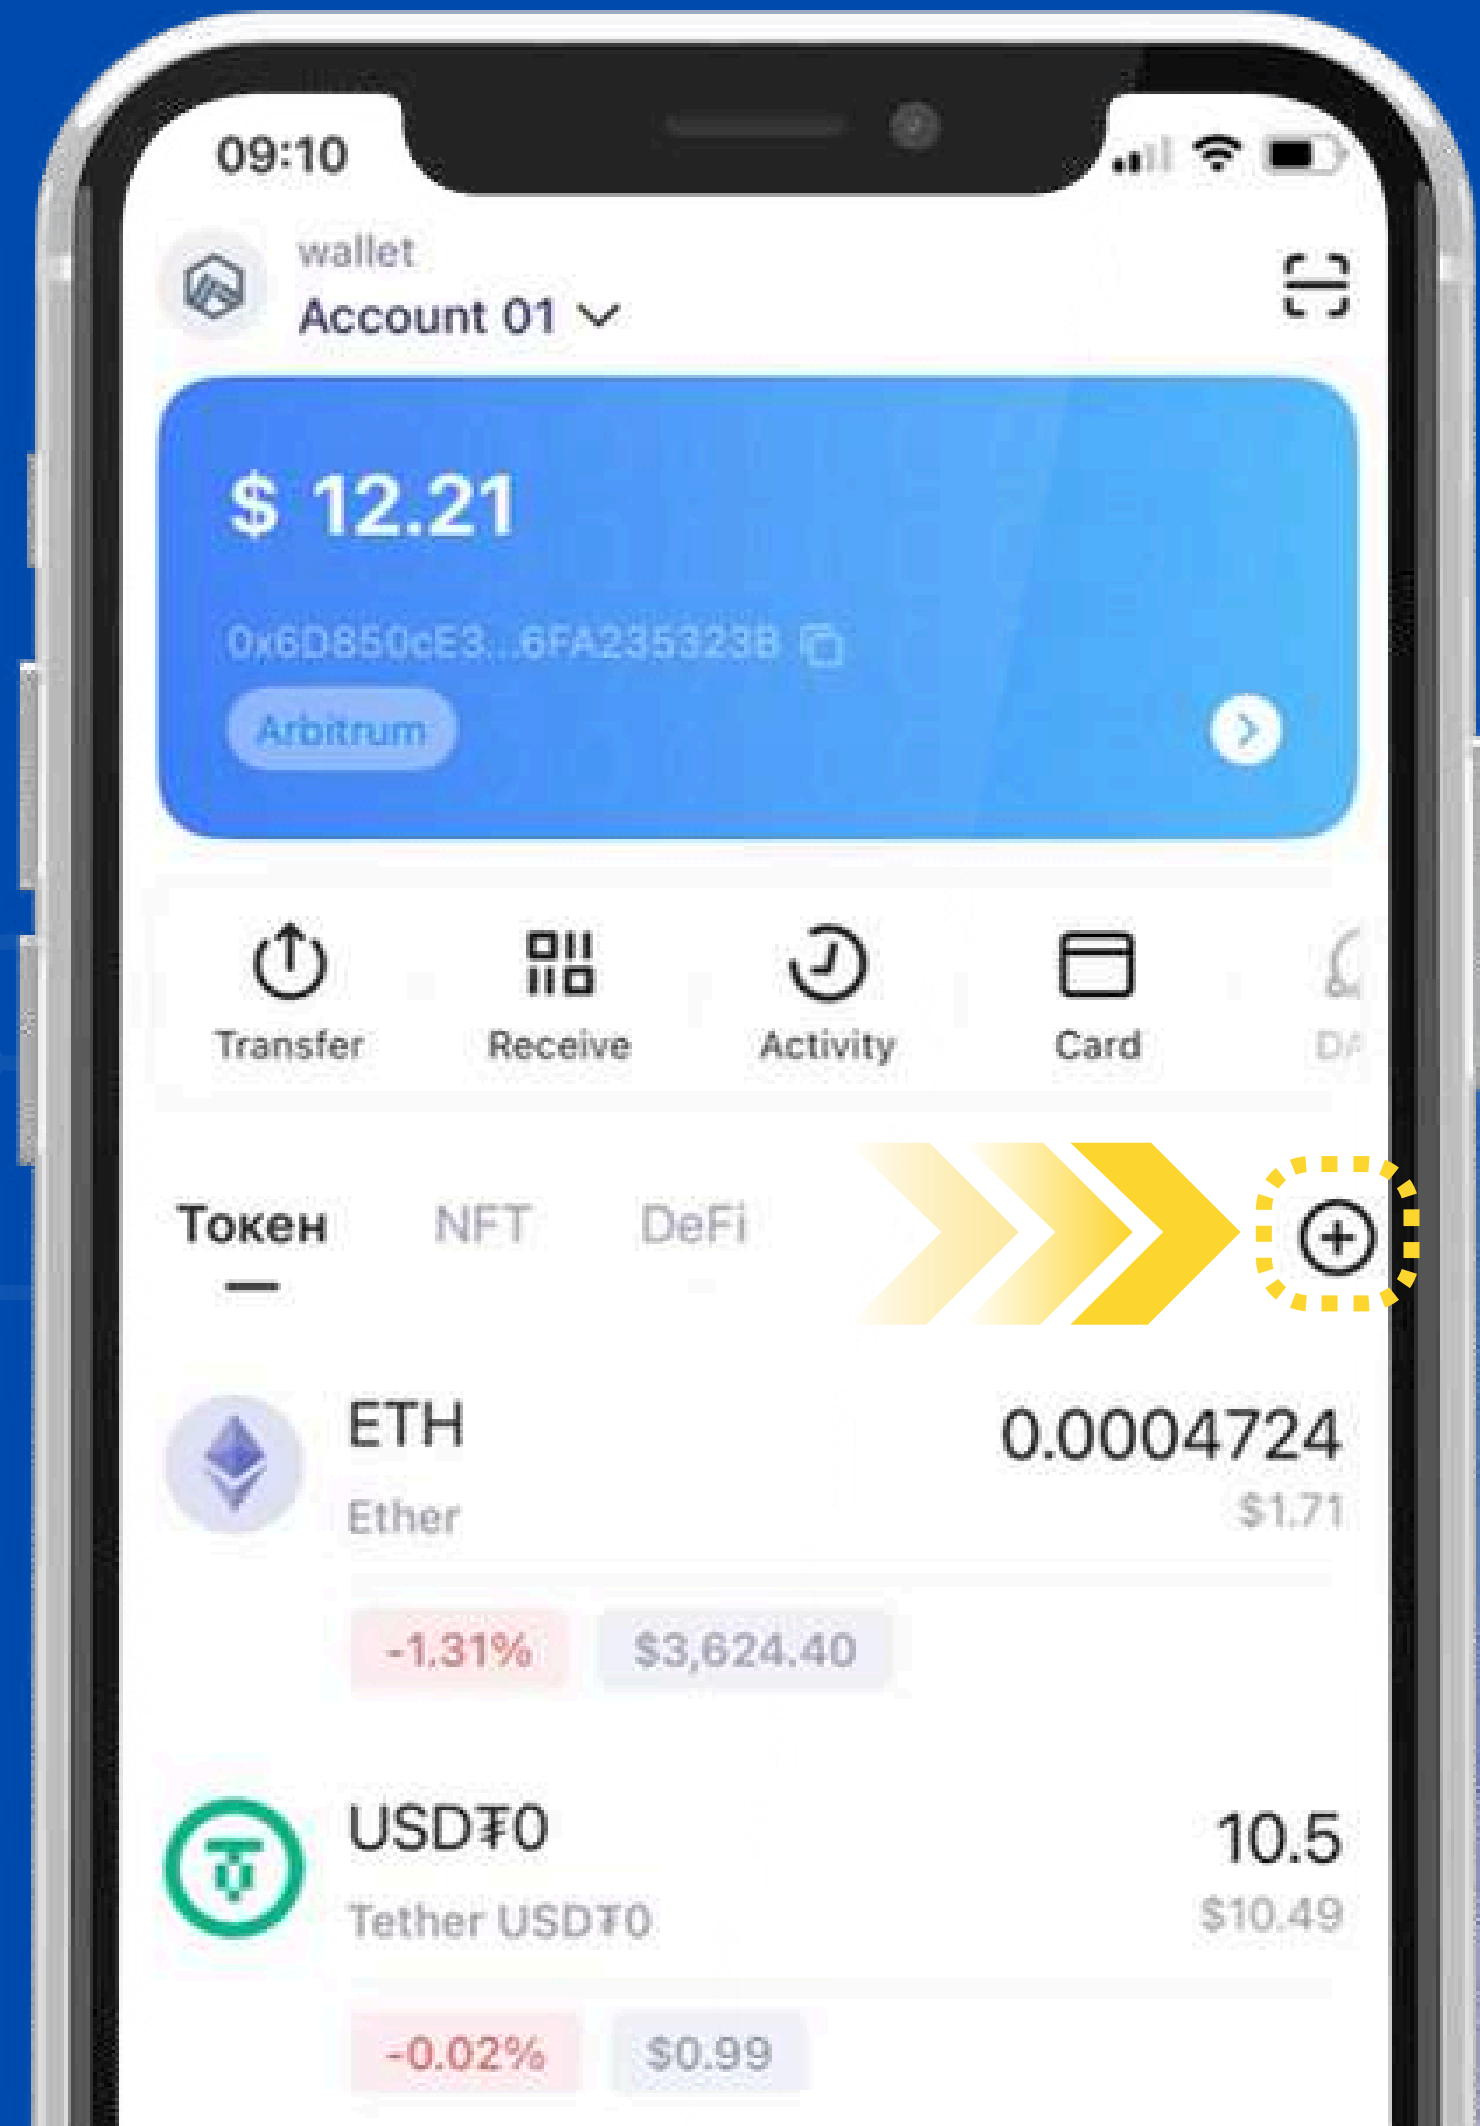 09:10
wallet
Account 01
$ 12.21
0x6D850cE3...6FA235323B
Arbitrum
Transfer Receive Activity Card
Токен NFT DeFi
ETH 0.0004724
Ether $1.71
-1.31% $3,624.40
USD₮0 10.5
Tether USD₮0 $10.49
-0.02% $0.99